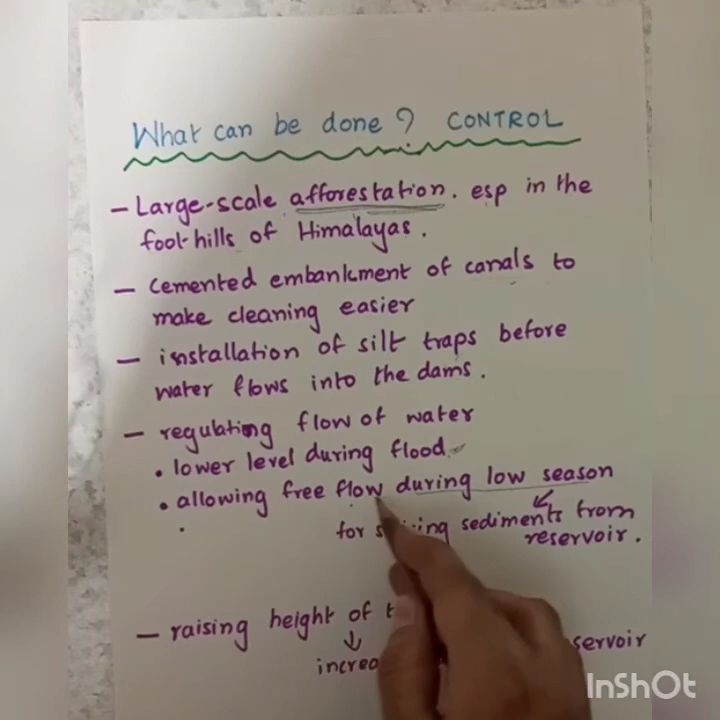 What can be done? CONTROL
— Large-scale afforestation. esp in the
foot-hills of Himalayas.
— Cemented embankment of canals to
make cleaning easier
— installation of silt traps before
water flows into the dams.
— regulating flow of water
• lower level during flood
• allowing free flow during low season
for sediments from
reservoir.
— raising height of
↓
InShOt